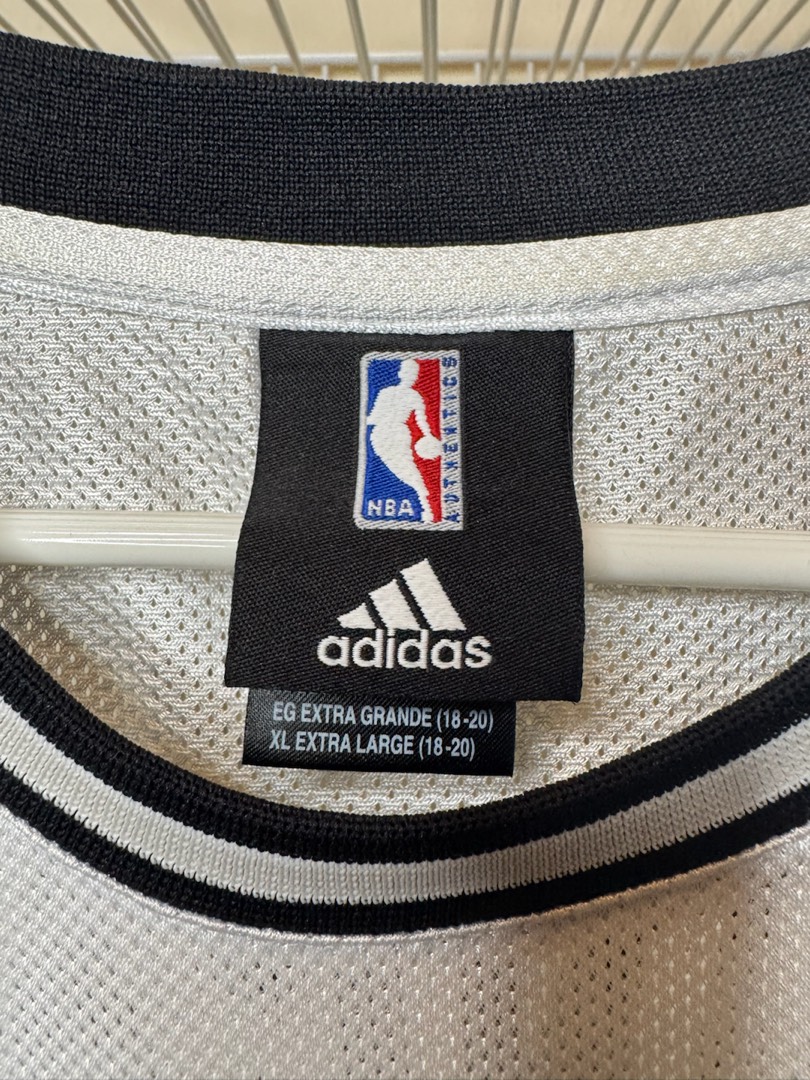 NBA
AUTHENTICS
adidas
EG EXTRA GRANDE (18-20)
XL EXTRA LARGE (18-20)